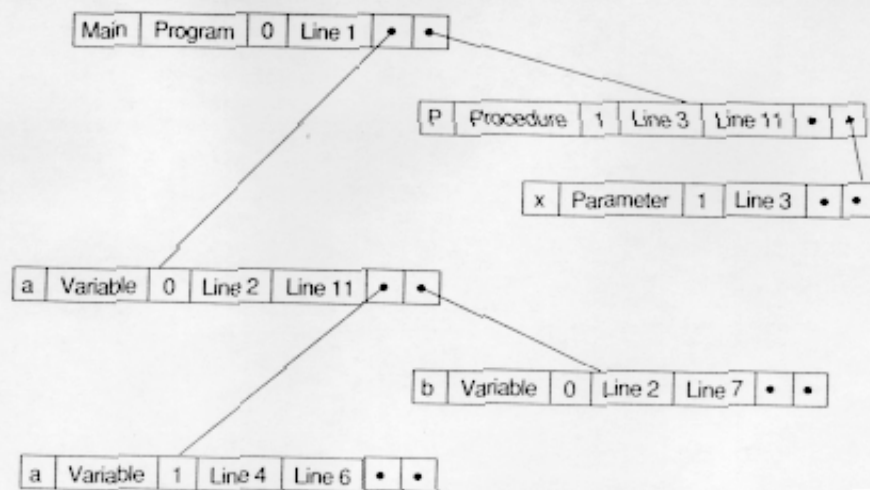 Main Program 0 Line 1
P Procedure 1 Line 3 Line 11
x Parameter 1 Line 3
a Variable 0 Line 2 Line 11
b Variable 0 Line 2 Line 7
a Variable 1 Line 4 Line 6